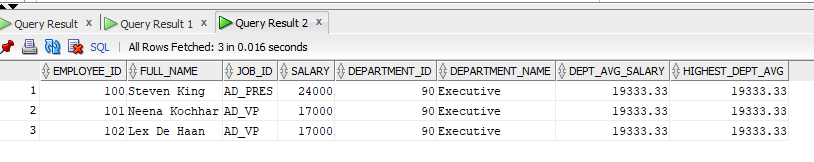 Query Result x Query Result 1 x Query Result 2 x
SQL | All Rows Fetched: 3 in 0.016 seconds
EMPLOYEE_ID FULL_NAME JOB_ID SALARY DEPARTMENT_ID DEPARTMENT_NAME DEPT_AVG_SALARY HIGHEST_DEPT_AVG
1 100 Steven King AD_PRES 24000 90 Executive 19333.33 19333.33
2 101 Neena Kochhar AD_VP 17000 90 Executive 19333.33 19333.33
3 102 Lex De Haan AD_VP 17000 90 Executive 19333.33 19333.33